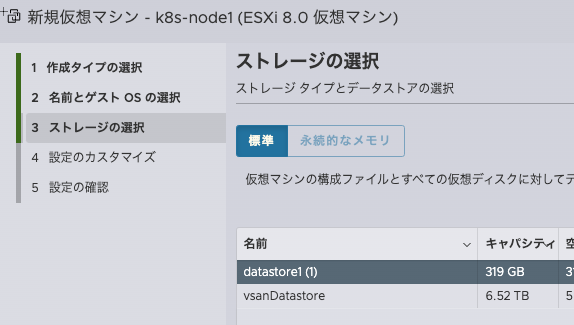 新規仮想マシン - k8s-node1 (ESXi 8.0 仮想マシン)
1 作成タイプの選択
2 名前とゲスト OS の選択
3 ストレージの選択
4 設定のカスタマイズ
5 設定の確認
ストレージの選択
ストレージ タイプとデータストアの選択
標準 永続的なメモリ
仮想マシンの構成ファイルとすべての仮想ディスクに対してデ
名前 キャパシティ 空
datastore1 (1) 319 GB 3
vsanDatastore 6.52 TB 5